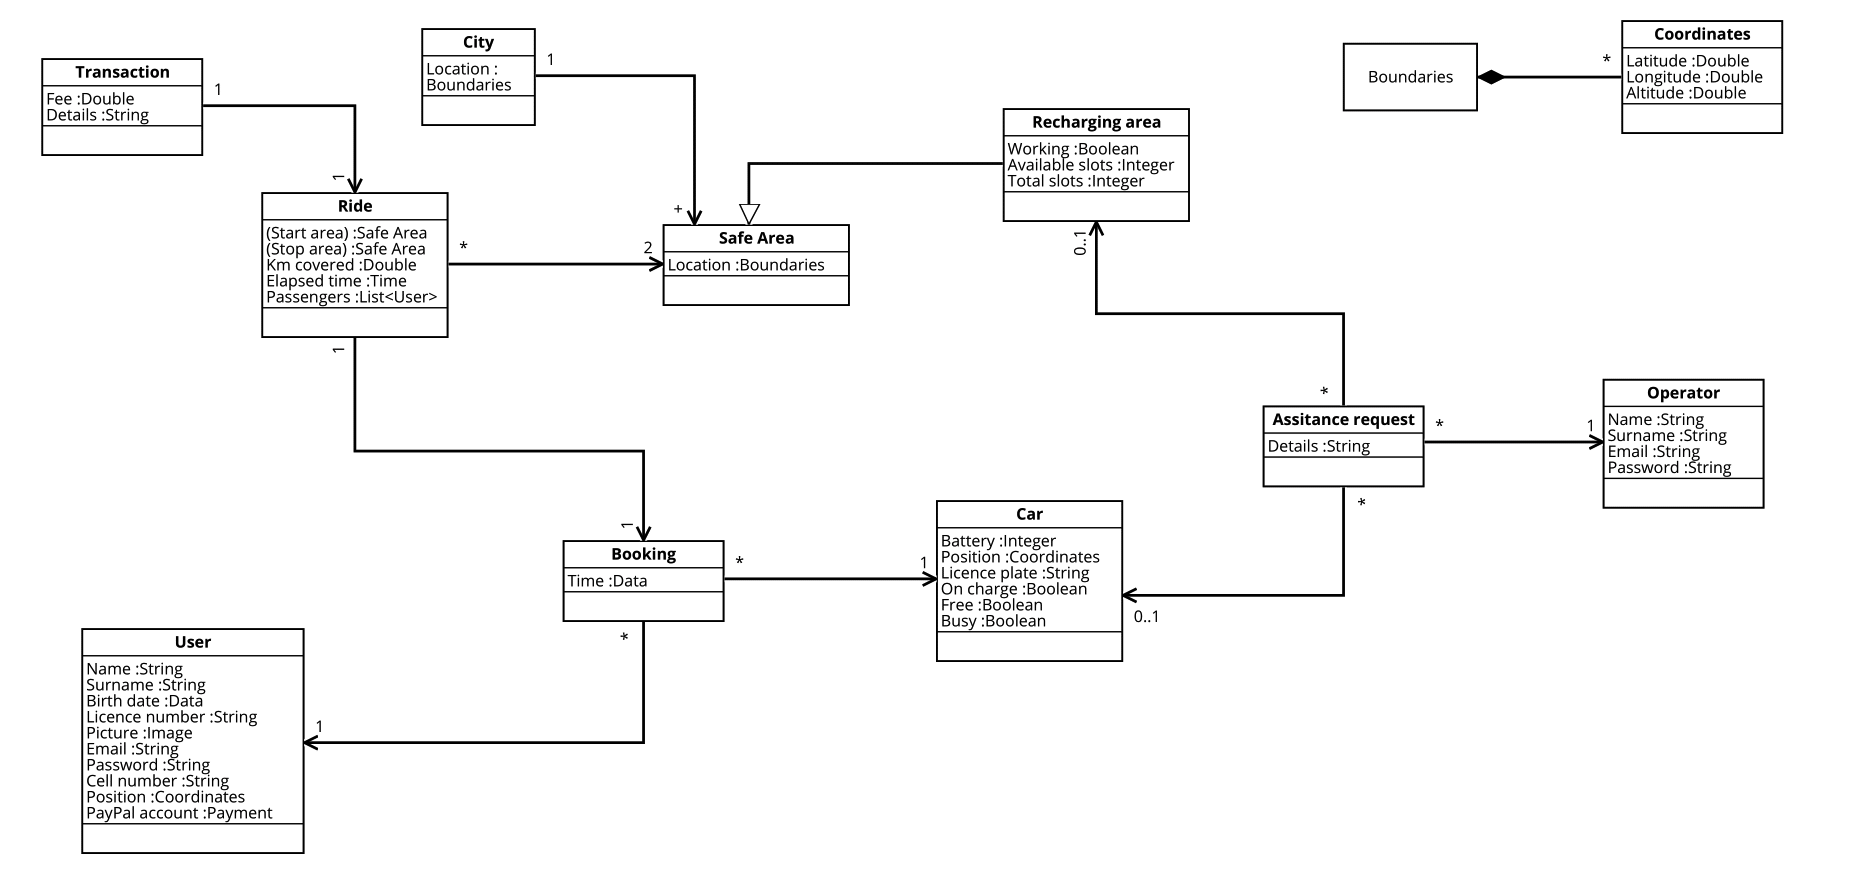 Transaction
Fee :Double
Details :String
1
1
City
Location :
Boundaries
1
+
Boundaries
*
Coordinates
Latitude :Double
Longitude :Double
Altitude :Double
Recharging area
Working :Boolean
Available slots :Integer
Total slots :Integer
0..1
Ride
(Start area) :Safe Area
(Stop area) :Safe Area
Km covered :Double
Elapsed time :Time
Passengers :List<User>
*
2
1
Safe Area
Location :Boundaries
*
Assitance request
Details :String
*
1
*
Operator
Name :String
Surname :String
Email :String
Password :String
1
Booking
Time :Data
*
1
*
Car
Battery :Integer
Position :Coordinates
Licence plate :String
On charge :Boolean
Free :Boolean
Busy :Boolean
0..1
User
Name :String
Surname :String
Birth date :Data
Licence number :String
Picture :Image
Email :String
Password :String
Cell number :String
Position :Coordinates
PayPal account :Payment
1